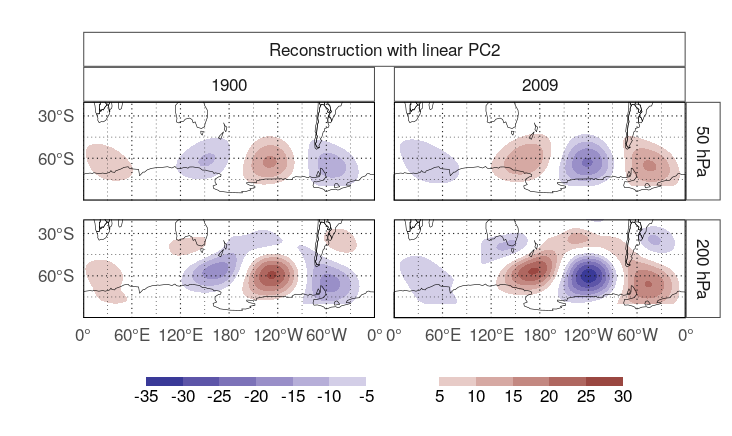 Reconstruction with linear PC2
1900 2009
30°S
60°S
50 hPa
30°S
60°S
200 hPa
0° 60°E 120°E 180° 120°W 60°W 0° 0° 60°E 120°E 180° 120°W 60°W 0°
-35 -30 -25 -20 -15 -10 -5 5 10 15 20 25 30